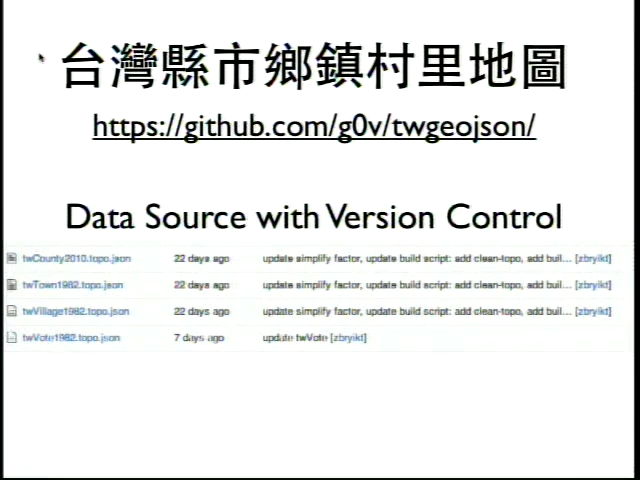 台灣縣市鄉鎮村里地圖
https://github.com/g0v/twgeojson/
Data Source with Version Control
twCounty2010.topo.json 22 days ago update simplify factor, update build script: add clean-topo, add buil... [zbryikt]
twTown1982.topo.json 22 days ago update simplify factor, update build script: add clean-topo, add buil... [zbryikt]
twVillage1982.topo.json 22 days ago update simplify factor, update build script: add clean-topo, add buil... [zbryikt]
twVote1982.topo.json 7 days ago update twVote [zbryikt]